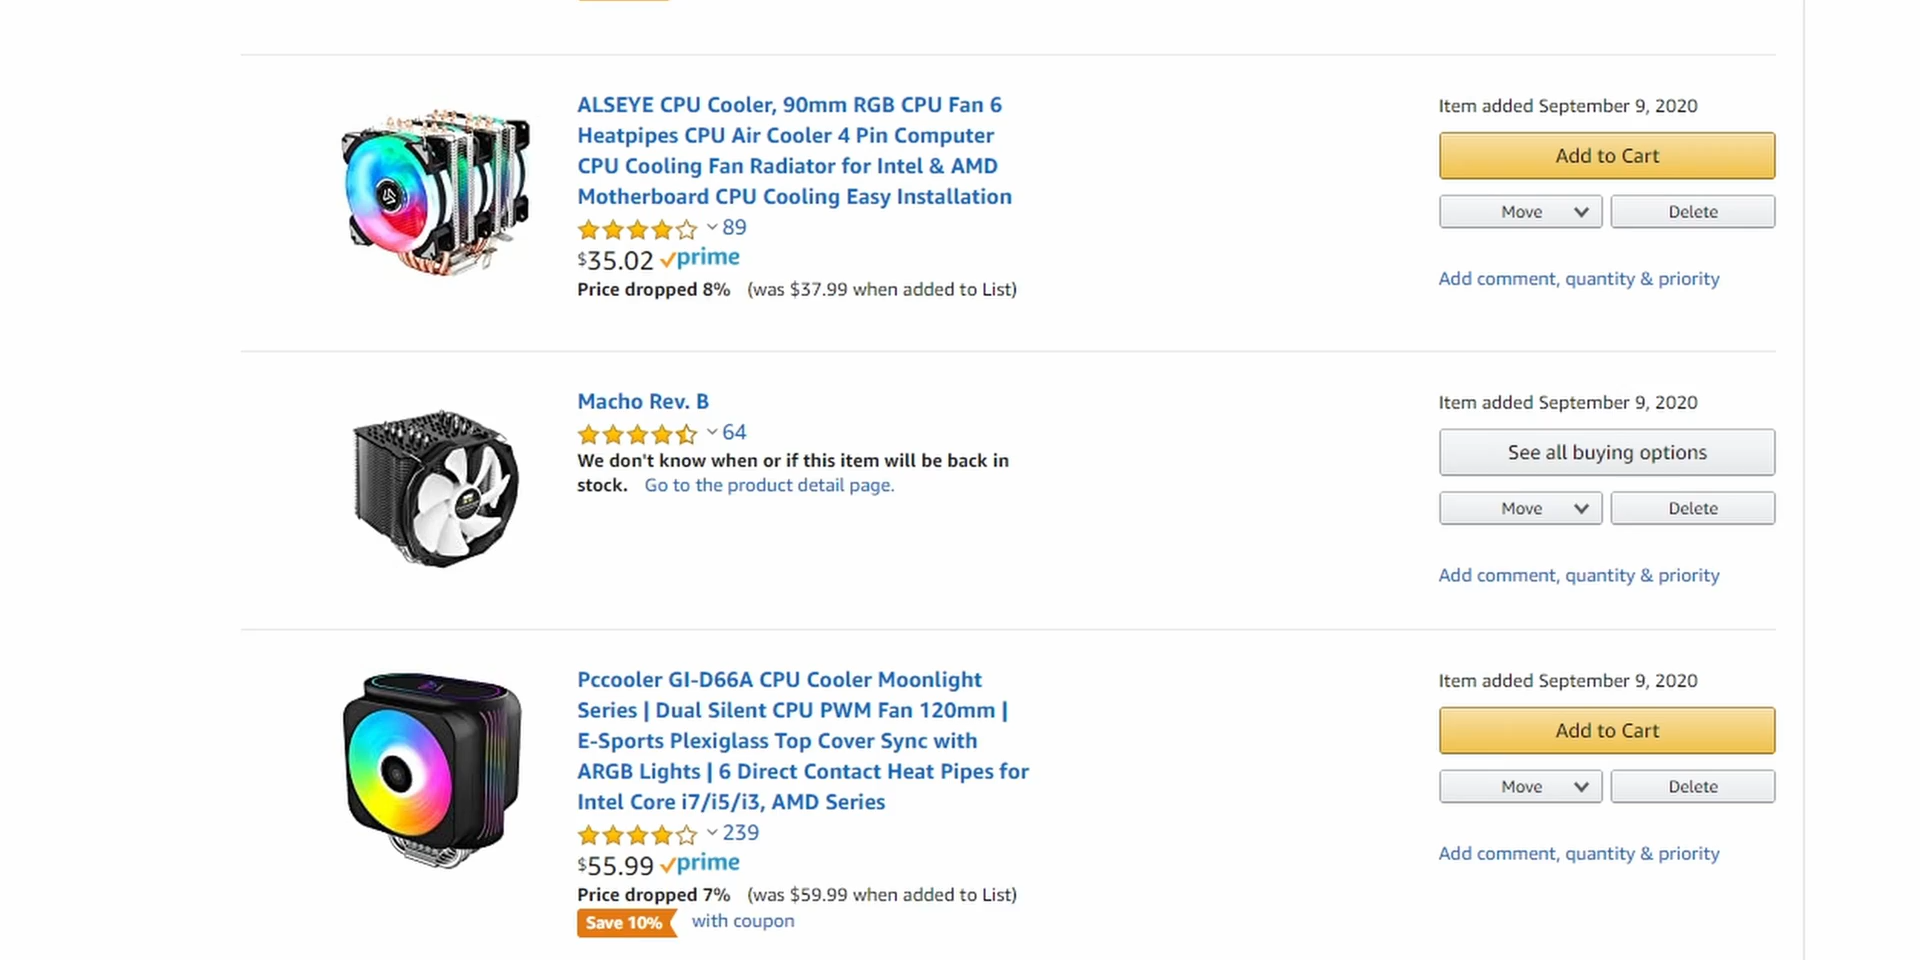 ALSEYE CPU Cooler, 90mm RGB CPU Fan 6
Heatpipes CPU Air Cooler 4 Pin Computer
CPU Cooling Fan Radiator for Intel & AMD
Motherboard CPU Cooling Easy Installation
89
$35.02 prime
Price dropped 8% (was $37.99 when added to List)
Item added September 9, 2020
Add to Cart
Move Delete
Add comment, quantity & priority
Macho Rev. B
64
We don't know when or if this item will be back in
stock. Go to the product detail page.
Item added September 9, 2020
See all buying options
Move Delete
Add comment, quantity & priority
Pccooler GI-D66A CPU Cooler Moonlight
Series | Dual Silent CPU PWM Fan 120mm |
E-Sports Plexiglass Top Cover Sync with
ARGB Lights | 6 Direct Contact Heat Pipes for
Intel Core i7/i5/i3, AMD Series
239
$55.99 prime
Price dropped 7% (was $59.99 when added to List)
Save 10% with coupon
Item added September 9, 2020
Add to Cart
Move Delete
Add comment, quantity & priority